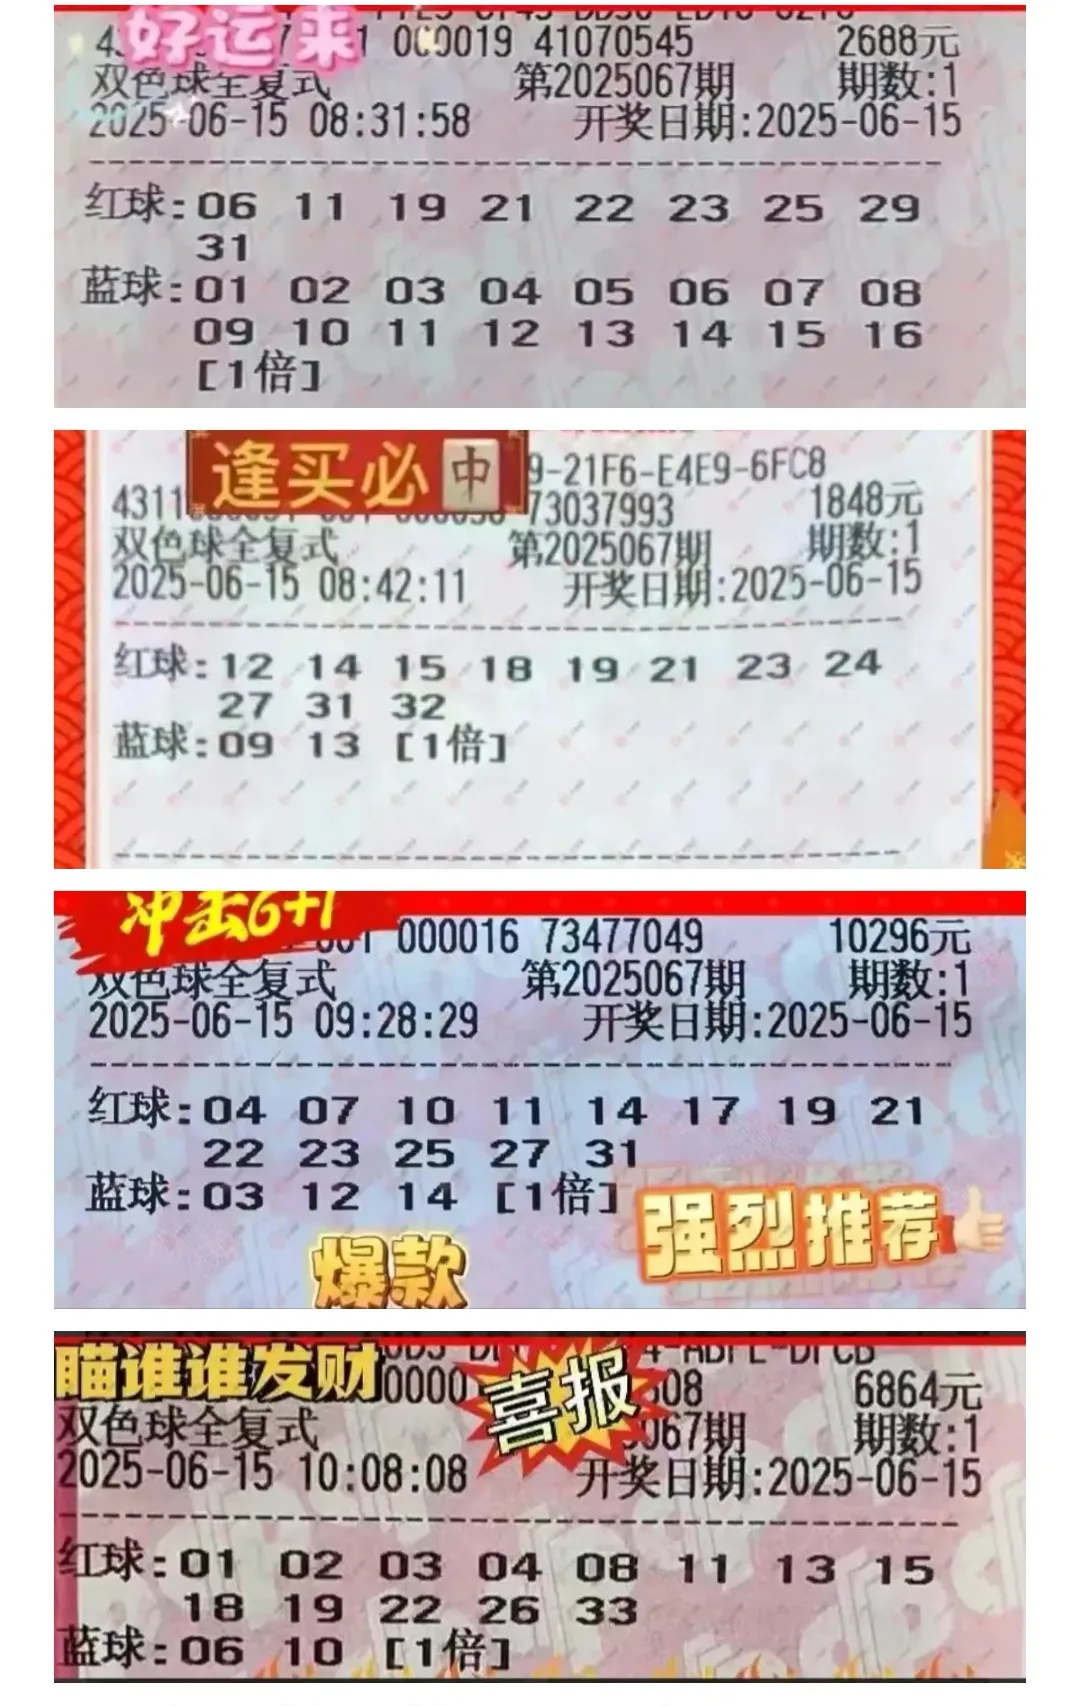 好运来
000019 41070545 2688元
双色球全复式 第2025067期 期数:1
2025-06-15 08:31:58 开奖日期:2025-06-15
红球:06 11 19 21 22 23 25 29
31
蓝球:01 02 03 04 05 06 07 08
09 10 11 12 13 14 15 16
[1倍]
逢买必中
9-21F6-E4E9-6FC8
4311 73037993 1848元
双色球全复式 第2025067期 期数:1
2025-06-15 08:42:11 开奖日期:2025-06-15
红球:12 14 15 18 19 21 23 24
27 31 32
蓝球:09 13 [1倍]
冲击6+1
001 000016 73477049 10296元
双色球全复式 第2025067期 期数:1
2025-06-15 09:28:29 开奖日期:2025-06-15
红球:04 07 10 11 14 17 19 21
22 23 25 27 31
蓝球:03 12 14 [1倍]
强烈推荐
爆款
瞄谁谁发财
喜报
0000 508 6864元
双色球全复式 067期 期数:1
2025-06-15 10:08:08 开奖日期:2025-06-15
红球:01 02 03 04 08 11 13 15
18 19 22 26 33
蓝球:06 10 [1倍]